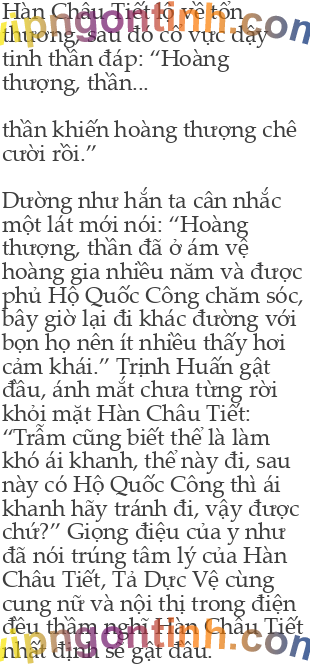 Hàn Châu Tiết lộ vẻ tổn
thương, sau đó cố vực dậy
tinh thần đáp: “Hoàng
thượng, thần...
thần khiến hoàng thượng chê
cười rồi.”
Dường như hắn ta cân nhắc
một lát mới nói: “Hoàng
thượng, thần đã ở ám vệ
hoàng gia nhiều năm và được
phủ Hộ Quốc Công chăm sóc,
bây giờ lại đi khác đường với
bọn họ nên ít nhiều thấy hơi
cảm khái.” Trịnh Huấn gật
đầu, ánh mắt chưa từng rời
khỏi mặt Hàn Châu Tiết:
“Trẫm cũng biết thế là làm
khó ái khanh, thế này đi, sau
này có Hộ Quốc Công thì ái
khanh hãy tránh đi, vậy được
chứ?” Giọng điệu của y như
đã nói trúng tâm lý của Hàn
Châu Tiết, Tả Dực Vệ cùng
cung nữ và nội thị trong điện
đều thầm nghĩ Hàn Châu Tiết
nhất định sẽ gật đầu.